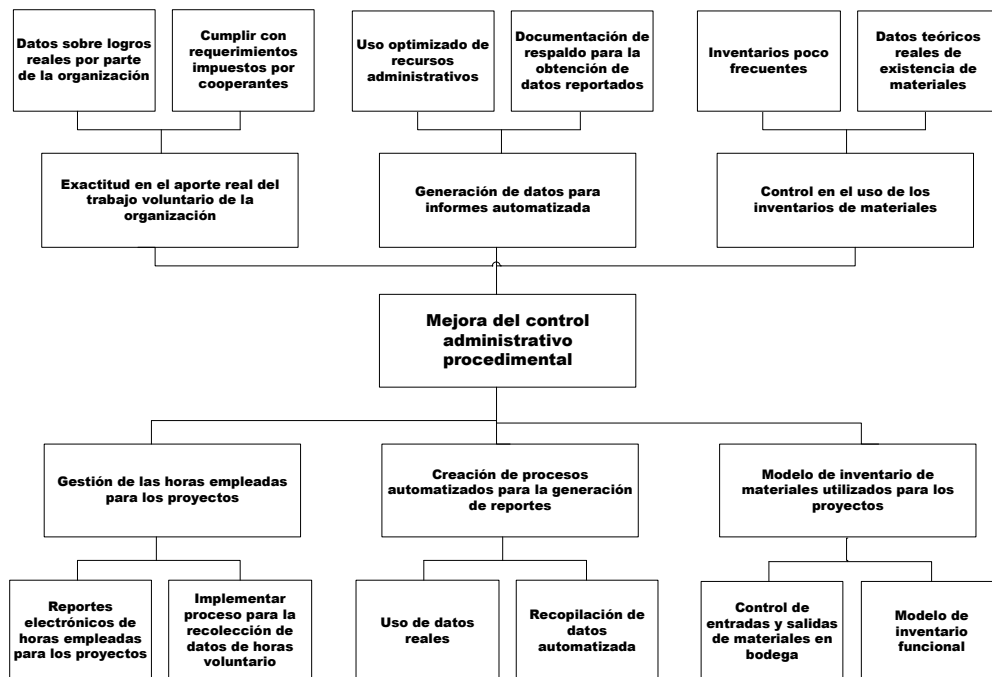 Datos sobre logros
reales por parte
de la organización
Cumplir con
requerimientos
impuestos por
cooperantes
Uso optimizado de
recursos
administrativos
Documentación de
respaldo para la
obtención de
datos reportados
Inventarios poco
frecuentes
Datos teóricos
reales de
existencia de
materiales
Exactitud en el aporte real del
trabajo voluntario de la
organización
Generación de datos para
informes automatizada
Control en el uso de los
inventarios de materiales
Mejora del control
administrativo
procedimental
Gestión de las horas empleadas
para los proyectos
Creación de procesos
automatizados para la generación
de reportes
Modelo de inventario de
materiales utilizados para los
proyectos
Reportes
electrónicos de
horas empleadas
para los proyectos
Implementar
proceso para la
recolección de
datos de horas
voluntario
Uso de datos
reales
Recopilación de
datos
automatizada
Control de
entradas y salidas
de materiales en
bodega
Modelo de
inventario
funcional